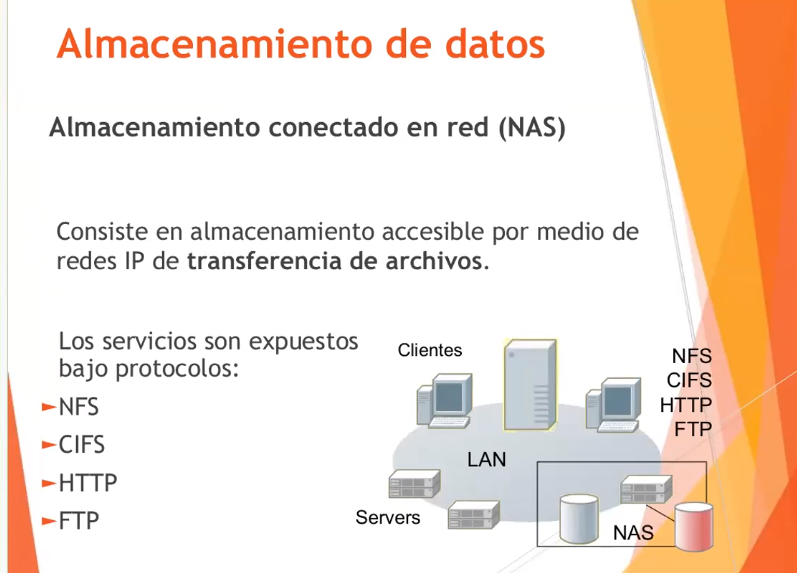 Almacenamiento de datos
Almacenamiento conectado en red (NAS)
Consiste en almacenamiento accesible por medio de
redes IP de transferencia de archivos.
Los servicios son expuestos
bajo protocolos:
►NFS
►CIFS
►HTTP
►FTP
Clientes
NFS
CIFS
HTTP
FTP
LAN
Servers
NAS